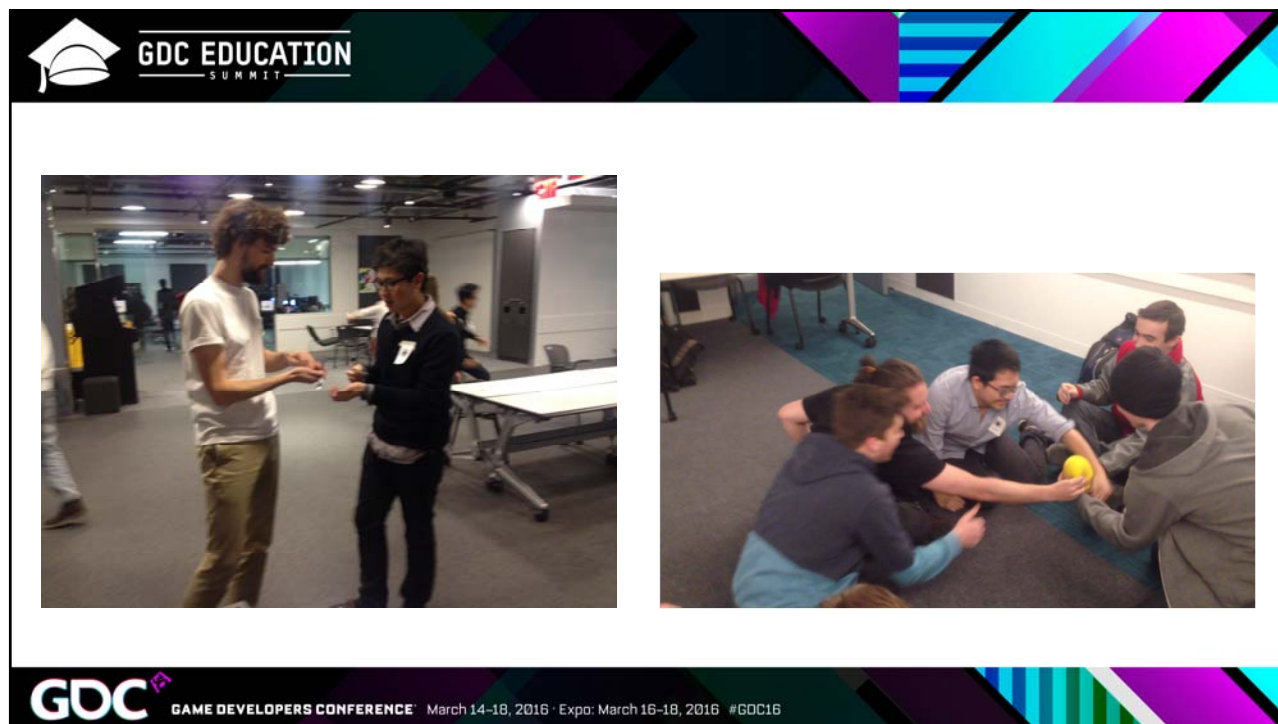 GDC EDUCATION
SUMMIT
GDC GAME DEVELOPERS CONFERENCE March 14–18, 2016 · Expo: March 16–18, 2016 #GDC16